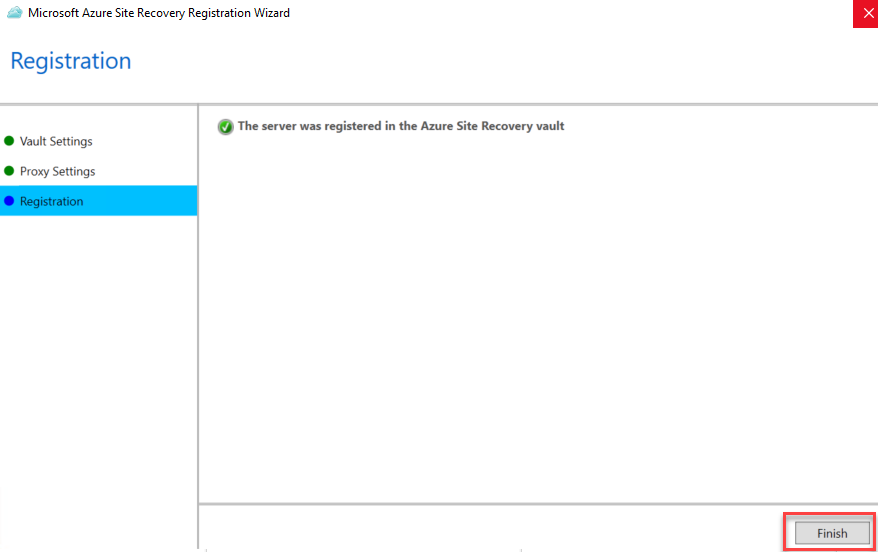 Microsoft Azure Site Recovery Registration Wizard
Registration
Vault Settings
Proxy Settings
Registration
The server was registered in the Azure Site Recovery vault
Finish